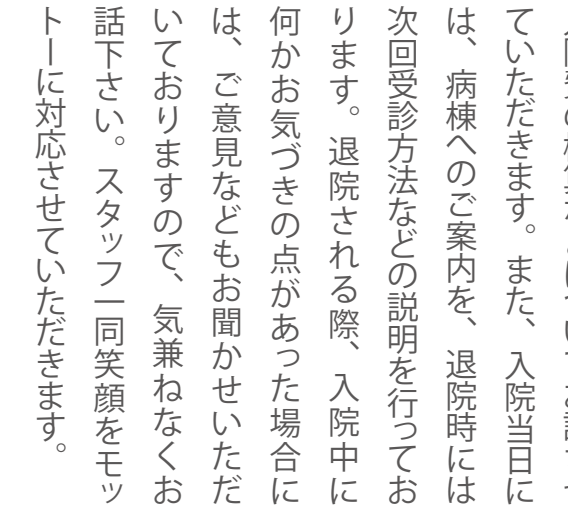 ていただきます。また、入院当日に
は、病棟へのご案内を、退院時には
次回受診方法などの説明を行ってお
ります。退院される際、入院中に
何かお気づきの点があった場合に
は、ご意見などもお聞かせいただ
いておりますので、気兼ねなくお
話下さい。スタッフ一同笑顔をモッ
トーに対応させていただきます。